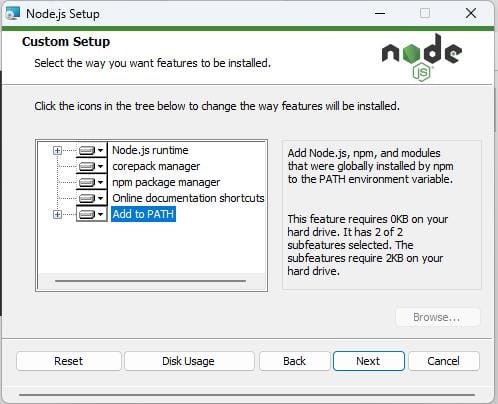 Node.js Setup
Custom Setup
Select the way you want features to be installed.
node
JS
Click the icons in the tree below to change the way features will be installed.
Node.js runtime
corepack manager
npm package manager
Online documentation shortcuts
Add to PATH
Add Node.js, npm, and modules
that were globally installed by npm
to the PATH environment variable.
This feature requires 0KB on your
hard drive. It has 2 of 2
subfeatures selected. The
subfeatures require 2KB on your
hard drive.
Browse...
Reset
Disk Usage
Back
Next
Cancel